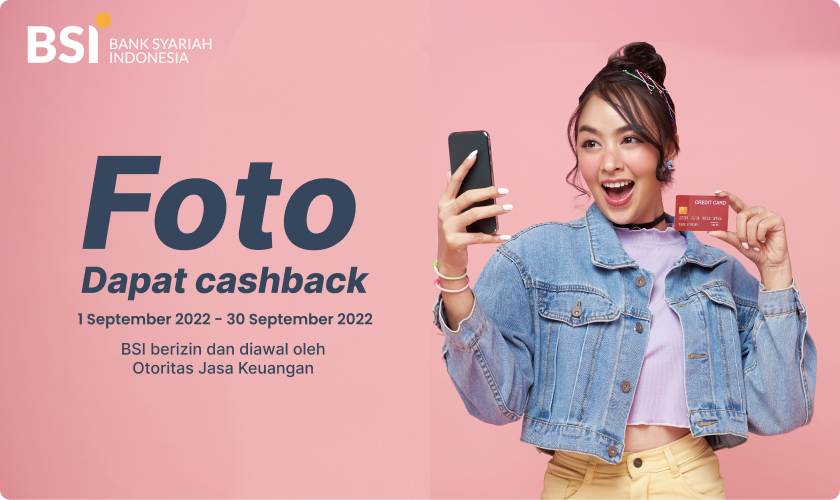 BSI BANK SYARIAH
INDONESIA
Foto
Dapat cashback
1 September 2022 - 30 September 2022
BSI berizin dan diawal oleh
Otoritas Jasa Keuangan
CREDIT CARD